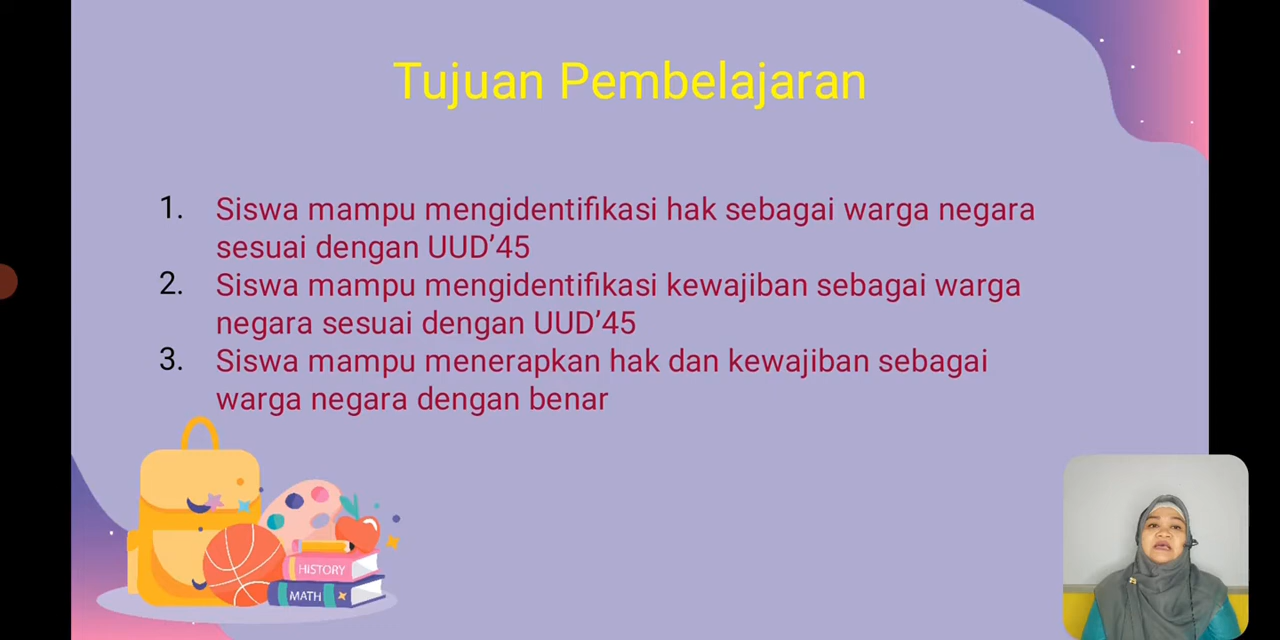 Tujuan Pembelajaran
1. Siswa mampu mengidentifikasi hak sebagai warga negara
sesuai dengan UUD’45
2. Siswa mampu mengidentifikasi kewajiban sebagai warga
negara sesuai dengan UUD’45
3. Siswa mampu menerapkan hak dan kewajiban sebagai
warga negara dengan benar
HISTORY
MATH